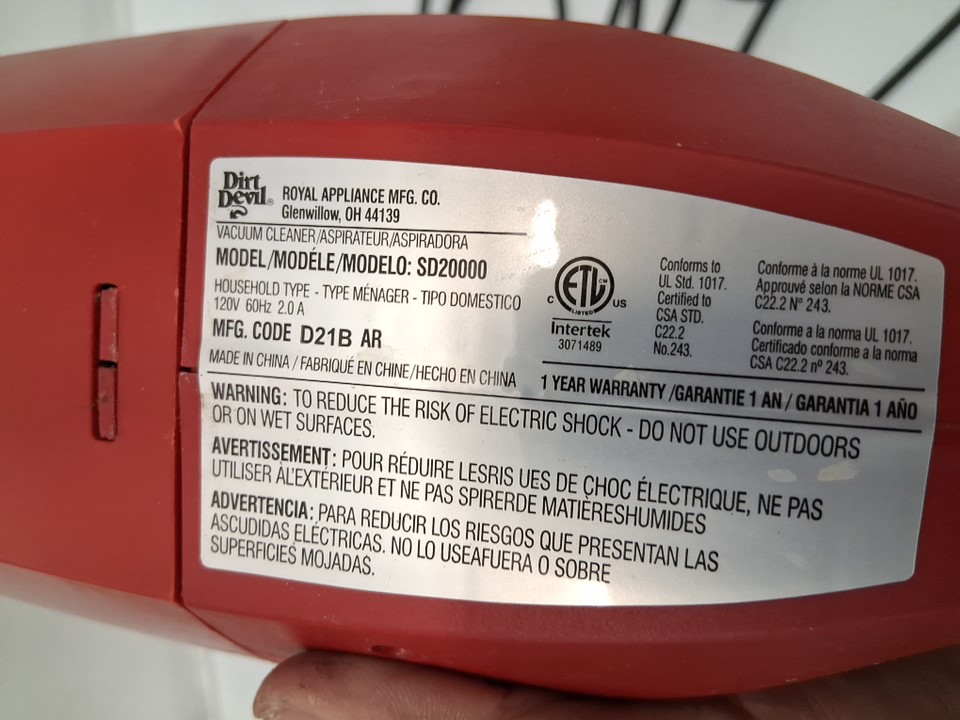 Dirt
Devil®
ROYAL APPLIANCE MFG. CO.
Glenwillow, OH 44139
VACUUM CLEANER/ASPIRATEUR/ASPIRADORA
MODEL/MODÉLE/MODELO: SD20000
HOUSEHOLD TYPE - TYPE MÉNAGER - TIPO DOMESTICO
120V 60Hz 2.0 A
MFG. CODE D21B AR
MADE IN CHINA / FABRIQUÉ EN CHINE/HECHO EN CHINA
ETL CM
LISTED
C US
Intertek
3071489
Conforms to
UL Std. 1017.
Certified to
CSA STD.
C22.2
No.243.
Conforme à la norme UL 1017.
Approuvé selon la NORME CSA
C22.2 N° 243.
Conforme a la norma UL 1017.
Certificado conforme a la norma
CSA C22.2 nº 243.
1 YEAR WARRANTY /GARANTIE 1 AN / GARANTIA 1 AÑO
WARNING: TO REDUCE THE RISK OF ELECTRIC SHOCK - DO NOT USE OUTDOORS
OR ON WET SURFACES.
AVERTISSEMENT: POUR RÉDUIRE LESRIS UES DE CHOC ÉLECTRIQUE, NE PAS
UTILISER ÀL'EXTÉRIEUR ET NE PAS SPIRERDE MATIÈRESHUMIDES
ADVERTENCIA: PARA REDUCIR LOS RIESGOS QUE PRESENTAN LAS
ASCUDIDAS ELÉCTRICAS. NO LO USEAFUERA O SOBRE
SUPERFICIES MOJADAS.